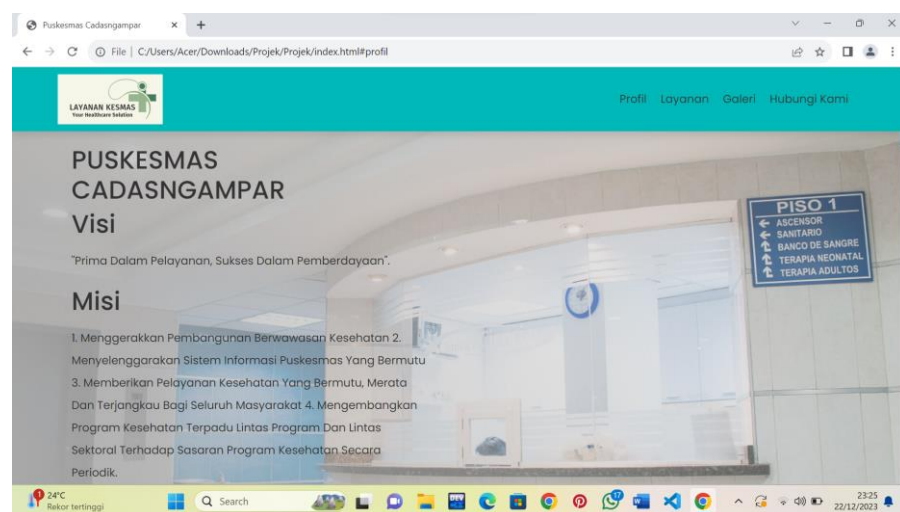 Puskesmas Cadasngampar
File | C:/Users/Acer/Downloads/Projek/Projek/index.html#profil
LAYANAN KESMAS
Your Healthcare Solution
Profil Layanan Galeri Hubungi Kami
PUSKESMAS
CADASNGAMPAR
Visi
"Prima Dalam Pelayanan, Sukses Dalam Pemberdayaan".
Misi
1. Menggerakkan Pembangunan Berwawasan Kesehatan 2.
Menyelenggarakan Sistem Informasi Puskesmas Yang Bermutu
3. Memberikan Pelayanan Kesehatan Yang Bermutu, Merata
Dan Terjangkau Bagi Seluruh Masyarakat 4. Mengembangkan
Program Kesehatan Terpadu Lintas Program Dan Lintas
Sektoral Terhadap Sasaran Program Kesehatan Secara
Periodik.
PISO 1
ASCENSOR
SANITARIO
BANCO DE SANGRE
TERAPIA NEONATAL
TERAPIA ADULTOS
24°C
Rekor tertinggi
Search
23:25
22/12/2023